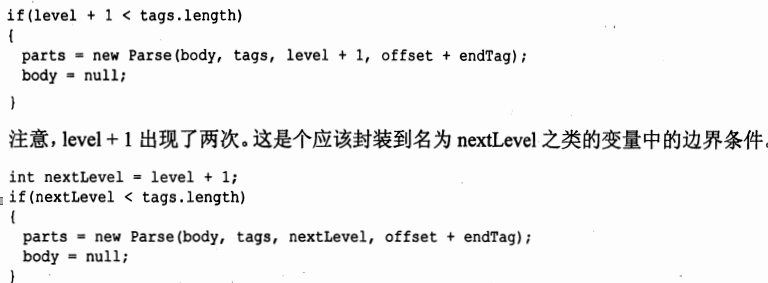 if(level + 1 < tags.length)
{
  parts = new Parse(body, tags, level + 1, offset + endTag);
  body = null;
}
注意，level + 1 出现了两次。这是个应该封装到名为 nextLevel 之类的变量中的边界条件。
int nextLevel = level + 1;
if(nextLevel < tags.length)
{
  parts = new Parse(body, tags, nextLevel, offset + endTag);
  body = null;
}